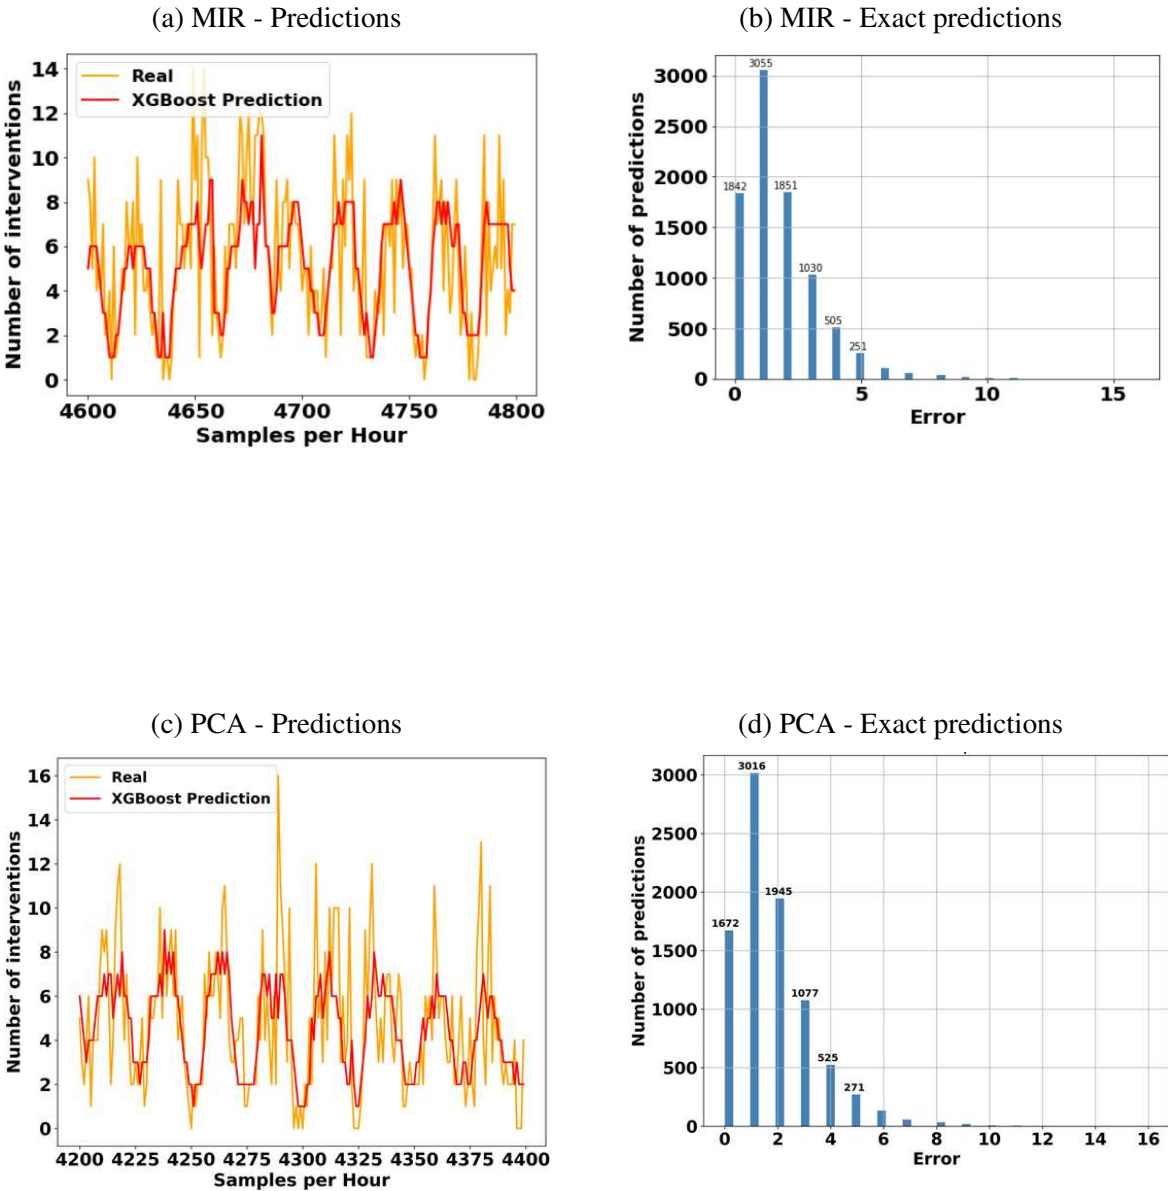 (a) MIR - Predictions
14
12
10
8
6
4
2
0
Number of interventions
Real
XGBoost Prediction
4600 4650 4700 4750 4800
Samples per Hour
(b) MIR - Exact predictions
3000
2500
2000
1500
1000
500
0
Number of predictions
1842
3055
1851
1030
505
251
0 5 10 15
Error
(c) PCA - Predictions
16
14
12
10
8
6
4
2
0
Number of interventions
Real
XGBoost Prediction
4200 4225 4250 4275 4300 4325 4350 4375 4400
Samples per Hour
(d) PCA - Exact predictions
3000
2500
2000
1500
1000
500
0
Number of predictions
1672
3016
1945
1077
525
271
0 2 4 6 8 10 12 14 16
Error